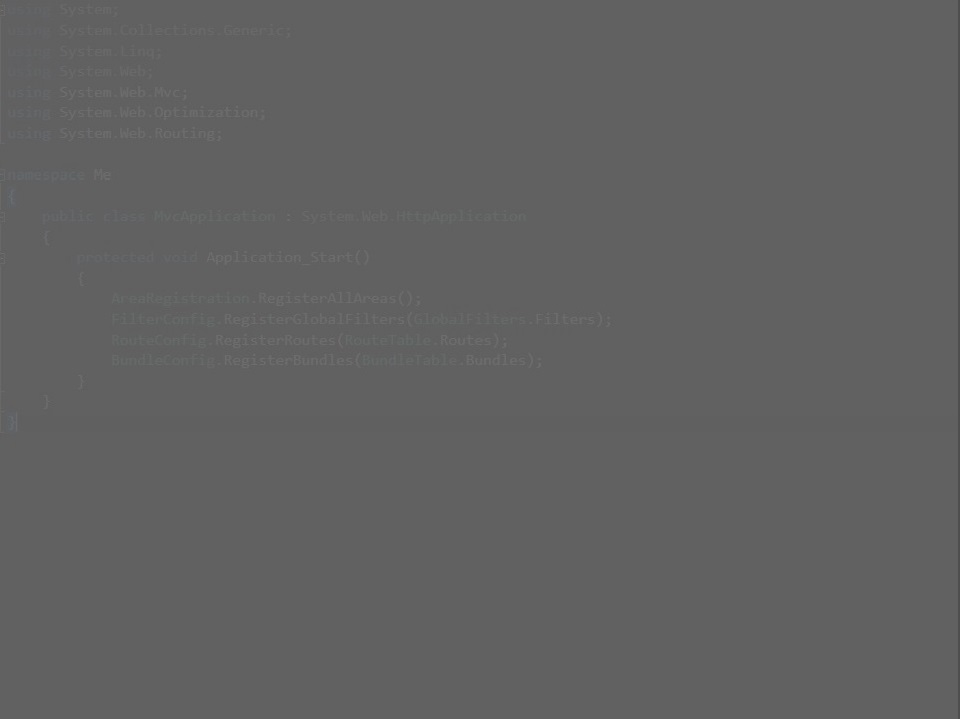 using System;
using System.Collections.Generic;
using System.Linq;
using System.Web;
using System.Web.Mvc;
using System.Web.Optimization;
using System.Web.Routing;
namespace Me
{
public class MvcApplication : System.Web.HttpApplication
{
protected void Application_Start()
{
AreaRegistration.RegisterAllAreas();
FilterConfig.RegisterGlobalFilters(GlobalFilters.Filters);
RouteConfig.RegisterRoutes(RouteTable.Routes);
BundleConfig.RegisterBundles(BundleTable.Bundles);
}
}
}